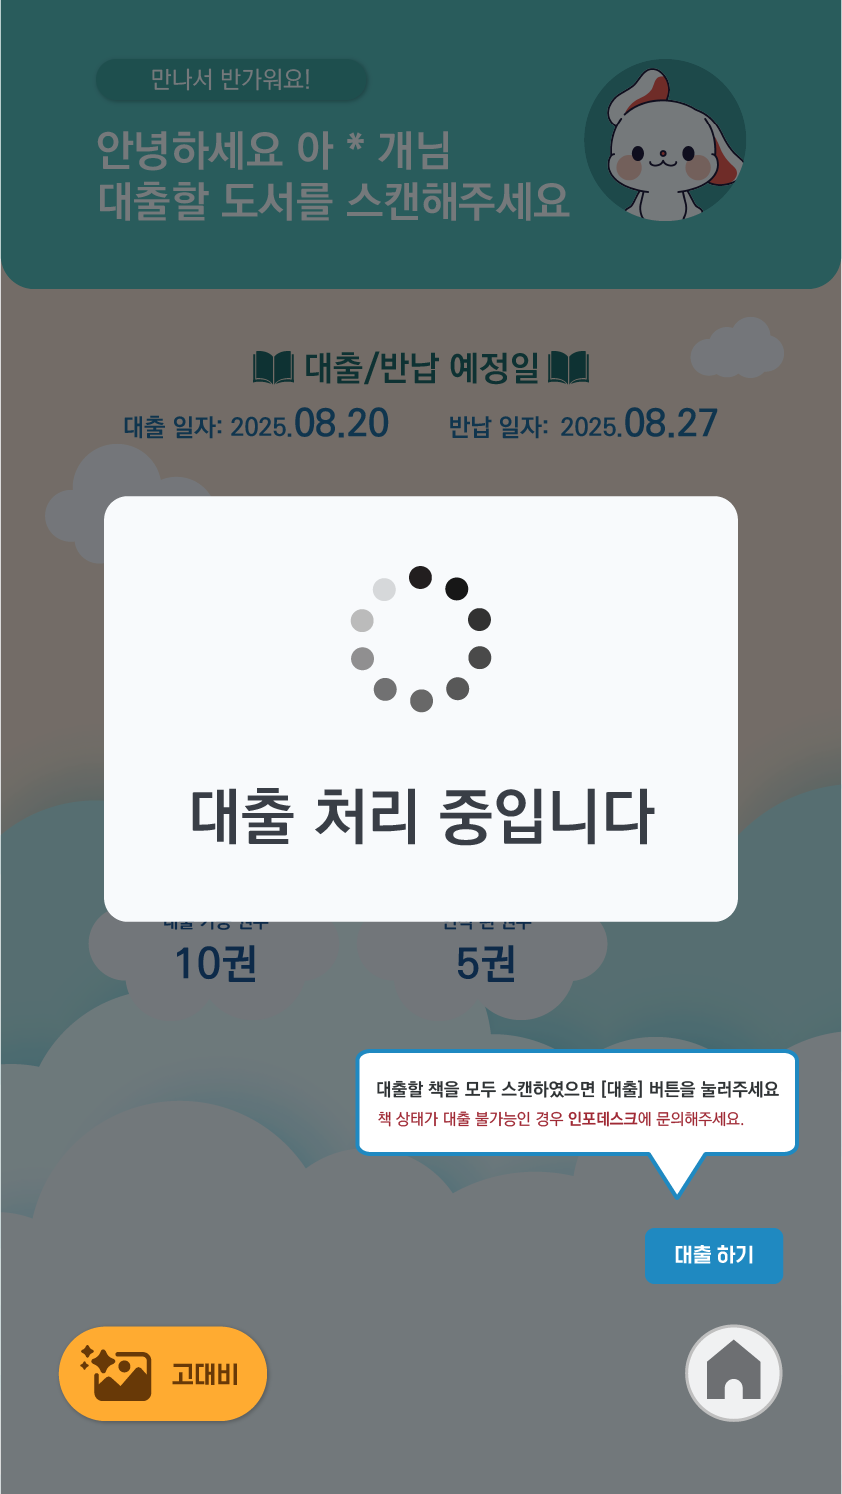 만나서 반가워요!
안녕하세요 아 * 개님
대출할 도서를 스캔해주세요
대출/반납 예정일
대출 일자: 2025.08.20 반납 일자: 2025.08.27
대출 처리 중입니다
10권 5권
대출할 책을 모두 스캔하였으면 [대출] 버튼을 눌러주세요
책 상태가 대출 불가능인 경우 인포데스크에 문의해주세요.
대출 하기
고대비